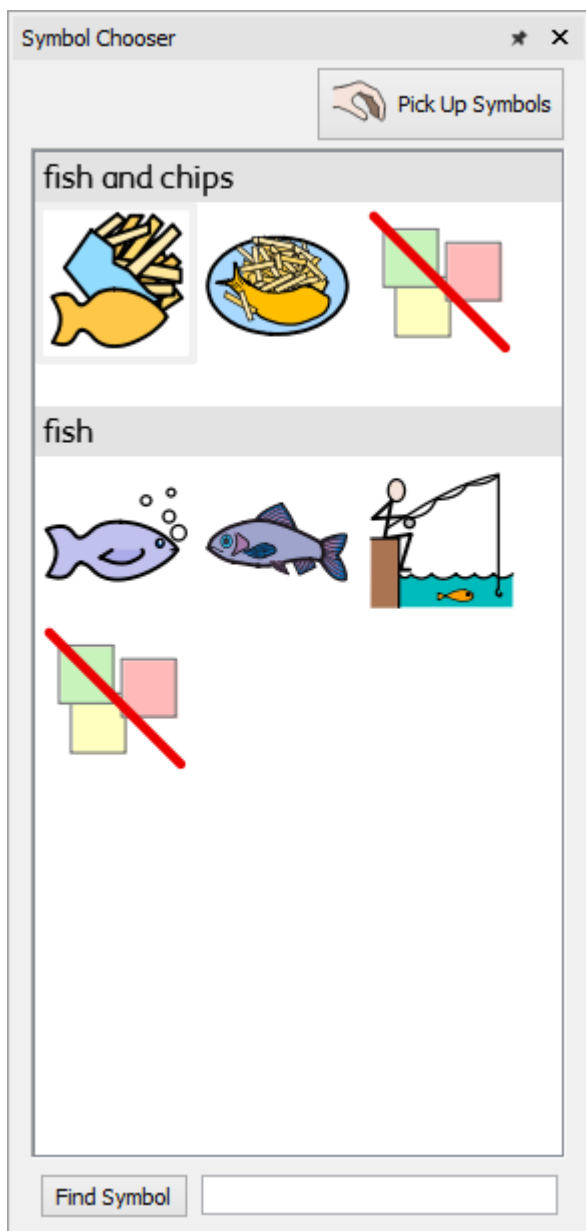 Symbol Chooser
Pick Up Symbols
fish and chips
fish
Find Symbol